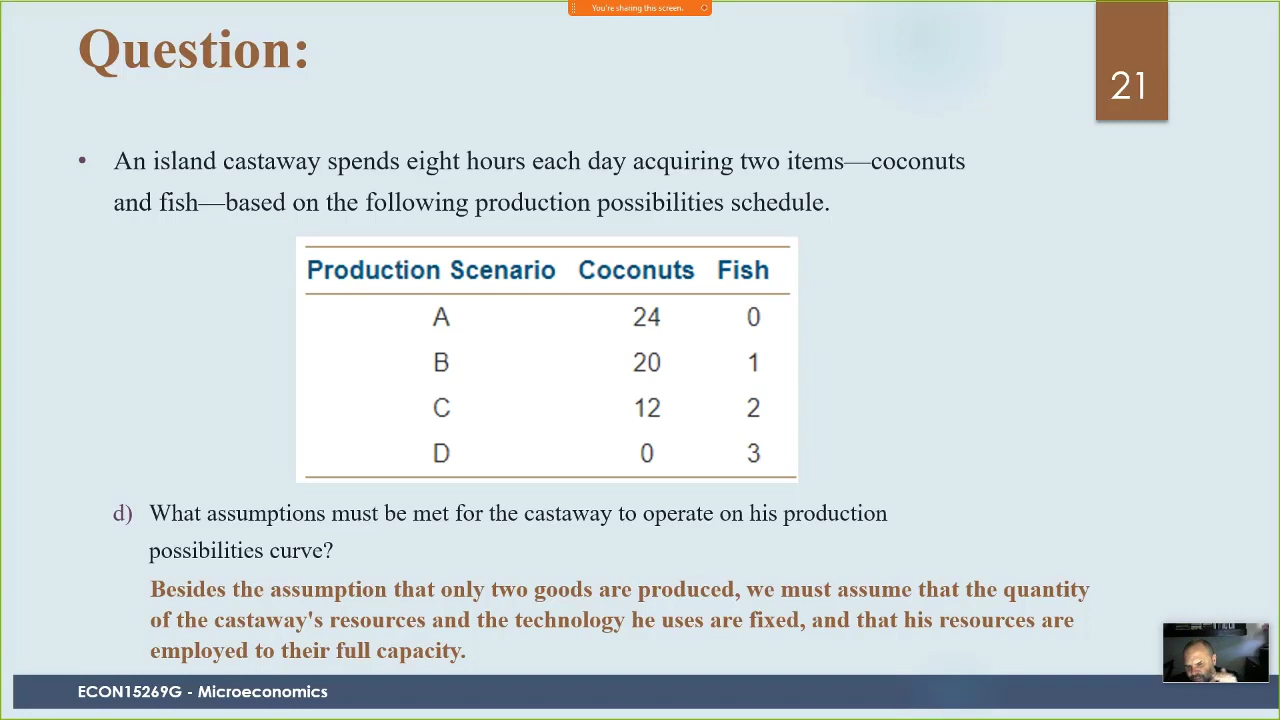 You're sharing this screen.
Question:
21
• An island castaway spends eight hours each day acquiring two items—coconuts
and fish—based on the following production possibilities schedule.
Production Scenario Coconuts Fish
A 24 0
B 20 1
C 12 2
D 0 3
d) What assumptions must be met for the castaway to operate on his production
possibilities curve?
Besides the assumption that only two goods are produced, we must assume that the quantity
of the castaway's resources and the technology he uses are fixed, and that his resources are
employed to their full capacity.
ECON15269G - Microeconomics